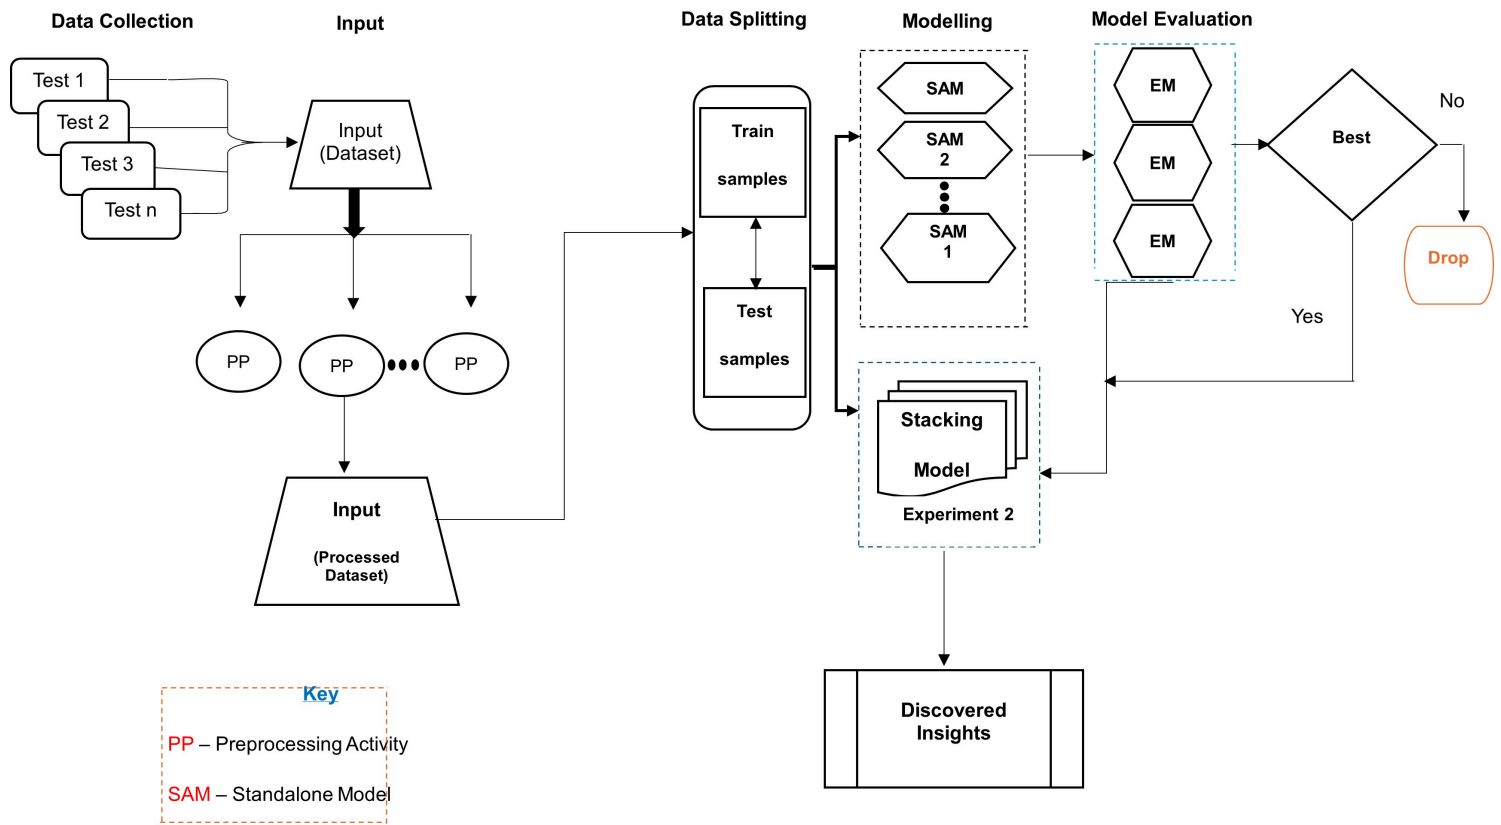 Data Collection
Input
Data Splitting
Modelling
Model Evaluation
Test 1
Test 2
Test 3
Test n
Input
(Dataset)
PP
PP
PP
Input
(Processed
Dataset)
Train
samples
Test
samples
SAM
SAM
2
SAM
1
EM
EM
EM
Best
No
Yes
Drop
Stacking
Model
Experiment 2
Discovered
Insights
Key
PP – Preprocessing Activity
SAM – Standalone Model